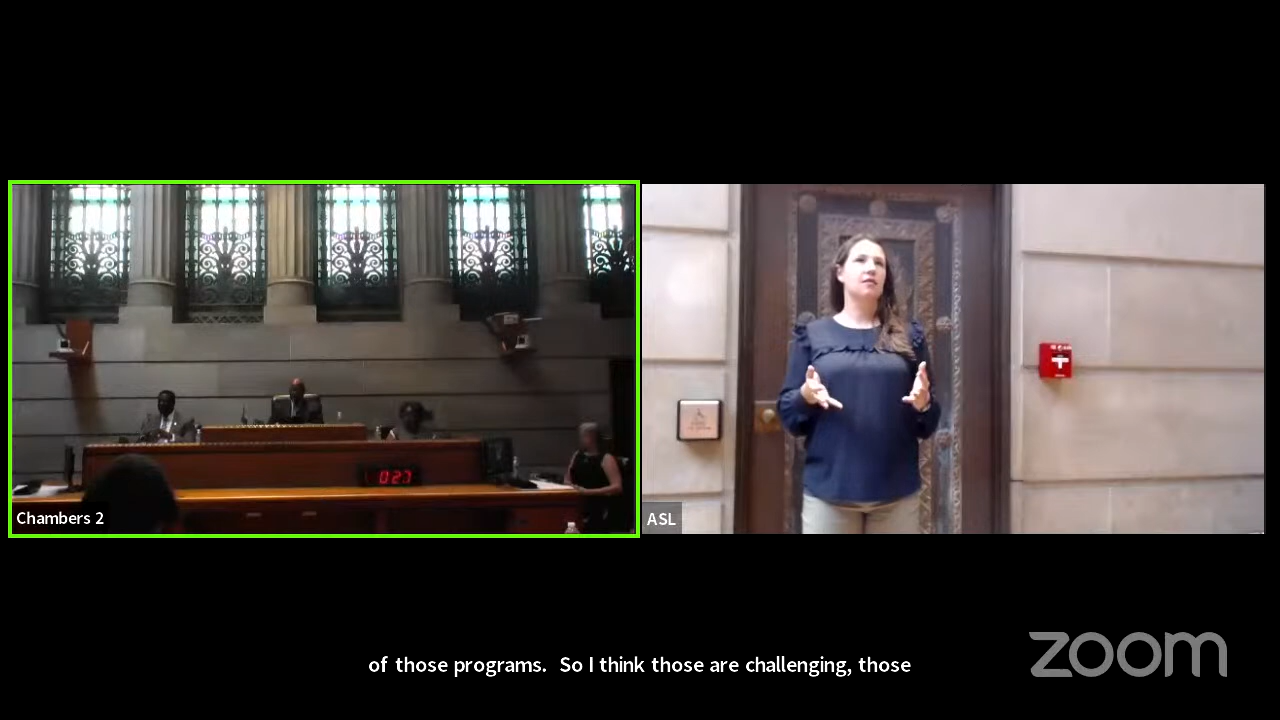 027
Chambers 2
ASL
of those programs.  So I think those are challenging, those
zoom